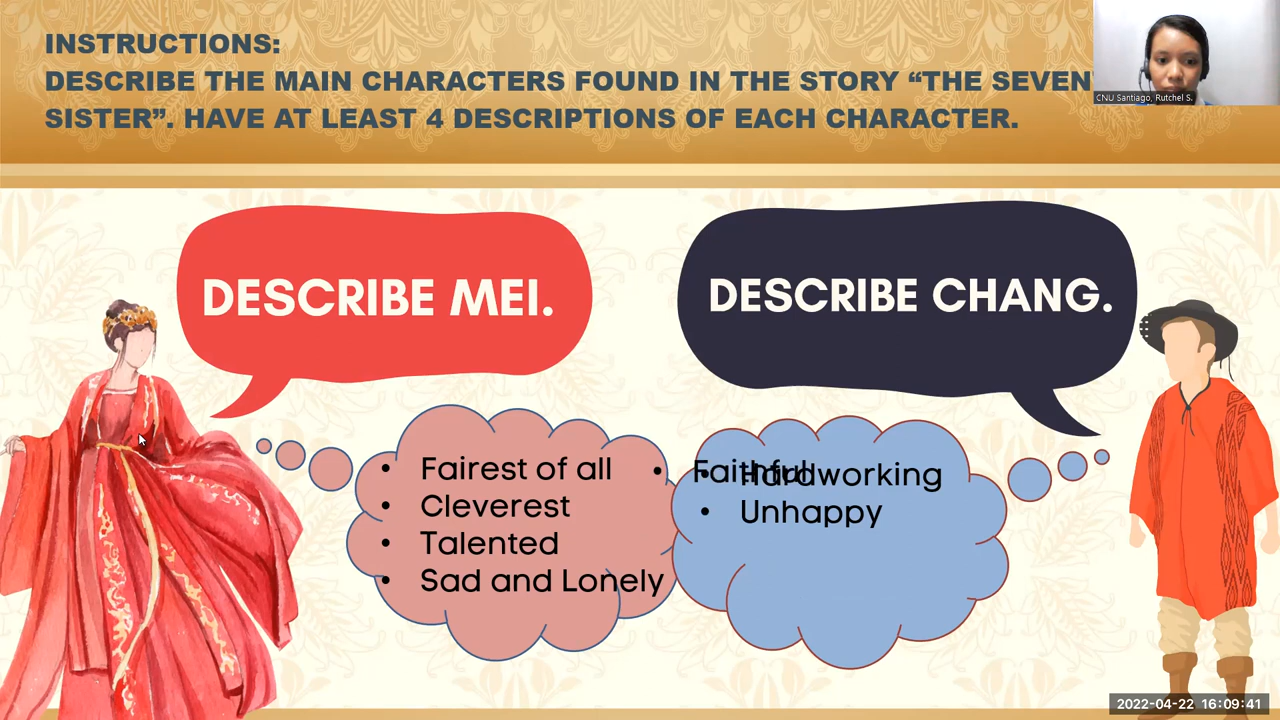 INSTRUCTIONS:
DESCRIBE THE MAIN CHARACTERS FOUND IN THE STORY “THE SEVEN
SISTER”. HAVE AT LEAST 4 DESCRIPTIONS OF EACH CHARACTER.
CNU Santiago, Rutchel S.
DESCRIBE MEI.
DESCRIBE CHANG.
• Fairest of all
• Cleverest
• Talented
• Sad and Lonely
• Faithful
• Hardworking
• Unhappy
2022-04-22 16:09:41